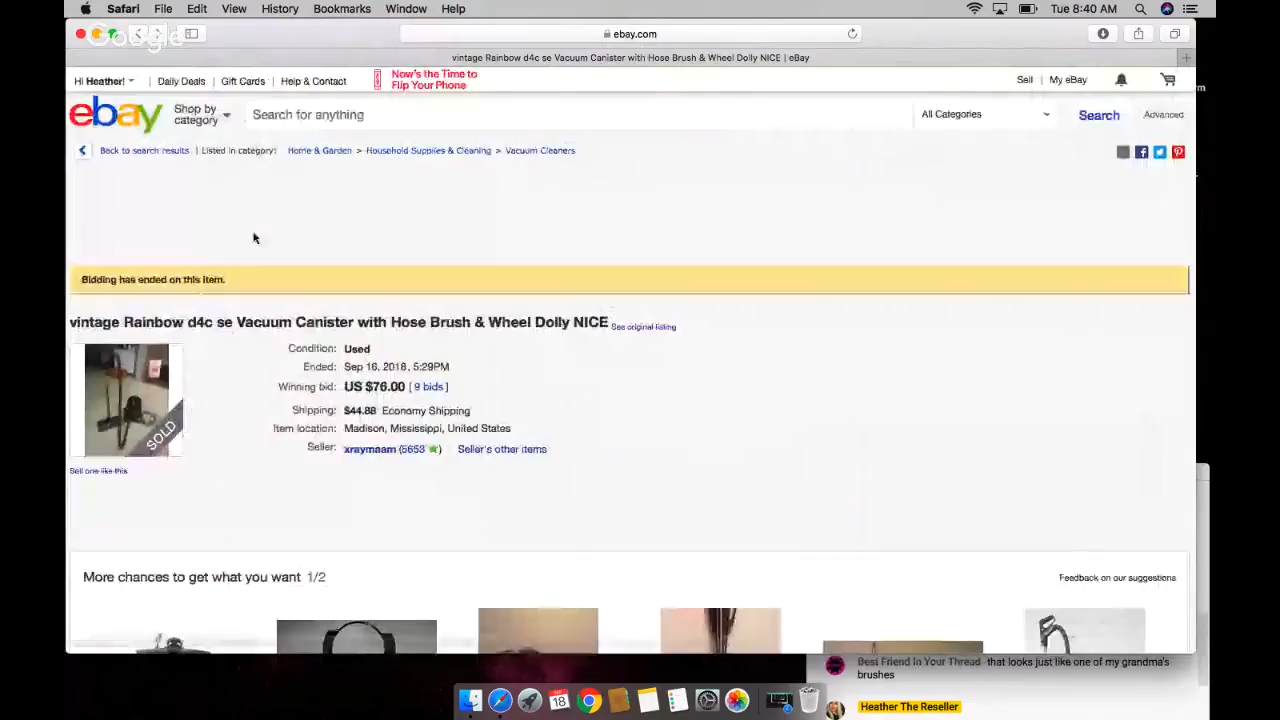 Safari File Edit View History Bookmarks Window Help Tue 8:40 AM
Google
ebay.com
vintage Rainbow d4c se Vacuum Canister with Hose Brush & Wheel Dolly NICE | eBay
Hi Heather! Daily Deals Gift Cards Help & Contact Now's the Time to Flip Your Phone Sell My eBay
ebay Shop by category Search for anything All Categories Search Advanced
Back to search results | Listed in category: Home & Garden > Household Supplies & Cleaning > Vacuum Cleaners
Bidding has ended on this item.
vintage Rainbow d4c se Vacuum Canister with Hose Brush & Wheel Dolly NICE See original listing
Condition: Used
Ended: Sep 16, 2018, 5:29PM
Winning bid: US $76.00 [ 9 bids ]
Shipping: $44.88 Economy Shipping
Item location: Madison, Mississippi, United States
SOLD
Seller: xraymaam (6653) Seller's other items
Sell one like this
More chances to get what you want 1/2 Feedback on our suggestions
Best Friend In Your Thread that looks just like one of my grandma's
brushes
18
Heather The Reseller